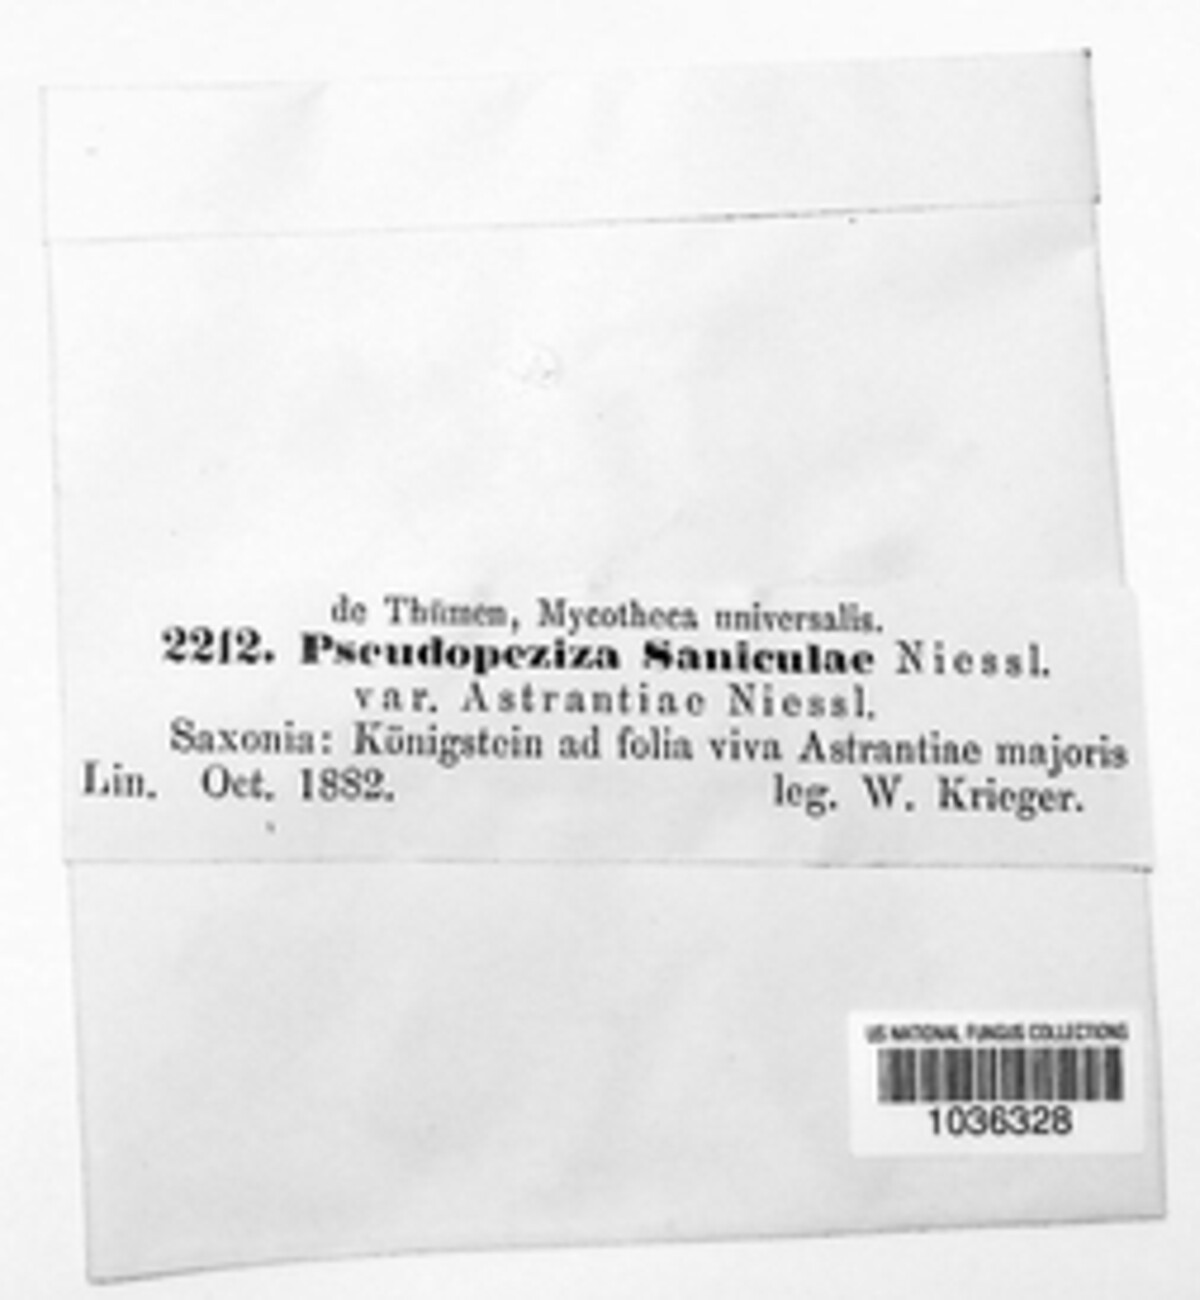 de Thümen, Mycotheca universalis.
2212. Pseudopeziza Saniculae Niessl.
var. Astrantiae Niessl.
Saxonia: Königstein ad folia viva Astrantiae majoris
Lin. Oct. 1882. leg. W. Krieger.
US NATIONAL FUNGUS COLLECTIONS
1036328